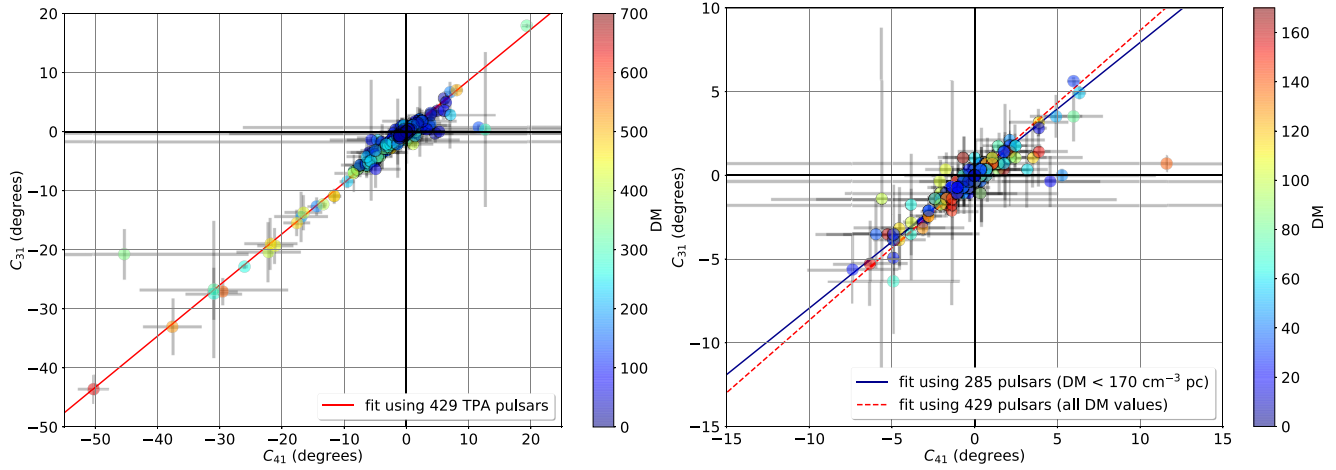 20
10
0
−10
−20
−30
−40
−50
C31 (degrees)
−50 −40 −30 −20 −10 0 10 20
C41 (degrees)
fit using 429 TPA pulsars
700
600
500
400
300
200
100
0
DM
10
5
0
−5
−10
−15
C31 (degrees)
−15 −10 −5 0 5 10 15
C41 (degrees)
fit using 285 pulsars (DM < 170 cm⁻³ pc)
fit using 429 pulsars (all DM values)
160
140
120
100
80
60
40
20
0
DM